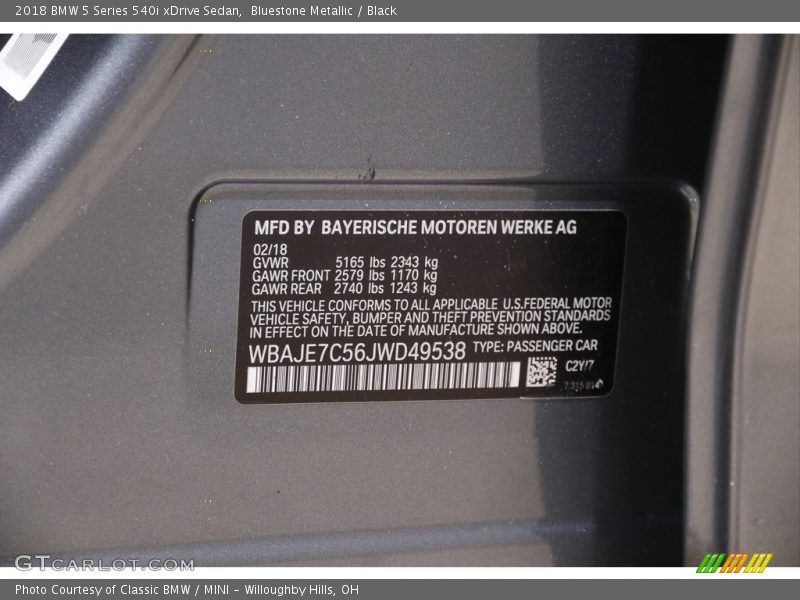 2018 BMW 5 Series 540i xDrive Sedan, Bluestone Metallic / Black
MFD BY BAYERISCHE MOTOREN WERKE AG
02/18
GVWR 5165 lbs 2343 kg
GAWR FRONT 2579 lbs 1170 kg
GAWR REAR 2740 lbs 1243 kg
THIS VEHICLE CONFORMS TO ALL APPLICABLE U.S.FEDERAL MOTOR
VEHICLE SAFETY, BUMPER AND THEFT PREVENTION STANDARDS
IN EFFECT ON THE DATE OF MANUFACTURE SHOWN ABOVE.
WBAJE7C56JWD49538 TYPE: PASSENGER CAR
C2Y/7
GTCARLOT.COM
Photo Courtesy of Classic BMW / MINI - Willoughby Hills, OH